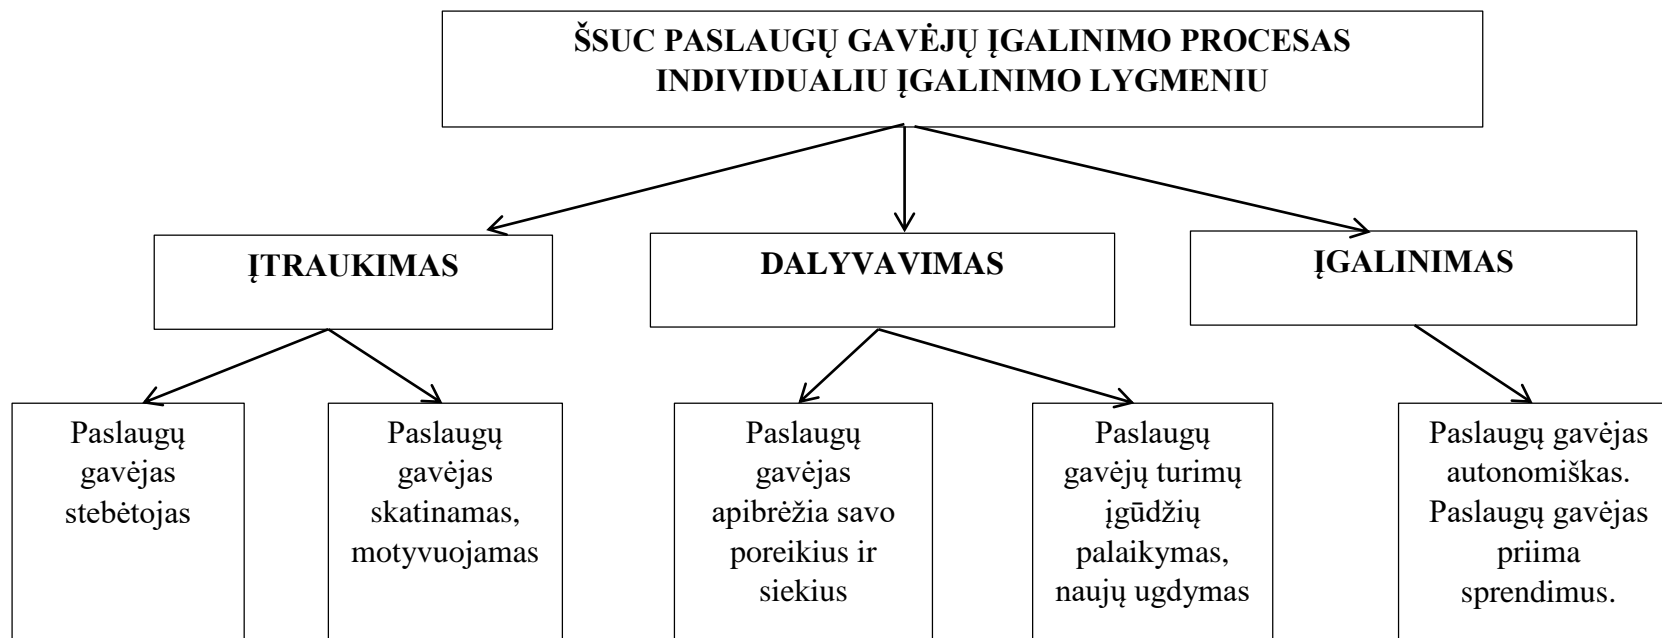 ŠSUC PASLAUGŲ GAVĖJŲ ĮGALINIMO PROCESAS
INDIVIDUALIU ĮGALINIMO LYGMENIU
ĮTRAUKIMAS
DALYVAVIMAS
ĮGALINIMAS
Paslaugų
gavėjas
stebėtojas
Paslaugų
gavėjas
skatinamas,
motyvuojamas
Paslaugų
gavėjas
apibrėžia savo
poreikius ir
siekius
Paslaugų
gavėjų turimų
įgūdžių
palaikymas,
naujų ugdymas
Paslaugų gavėjas
autonomiškas.
Paslaugų gavėjas
priima
sprendimus.